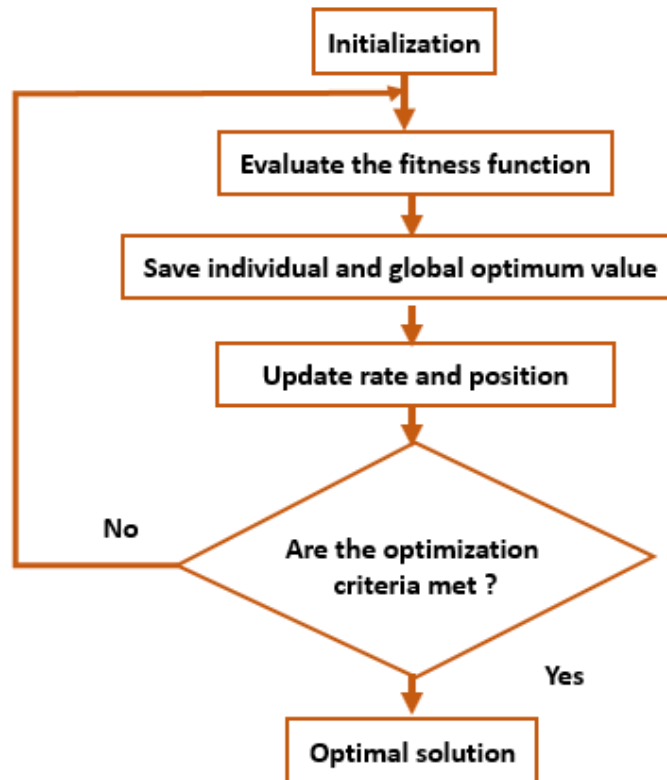 Initialization
Evaluate the fitness function
Save individual and global optimum value
Update rate and position
No
Are the optimization
criteria met ?
Yes
Optimal solution